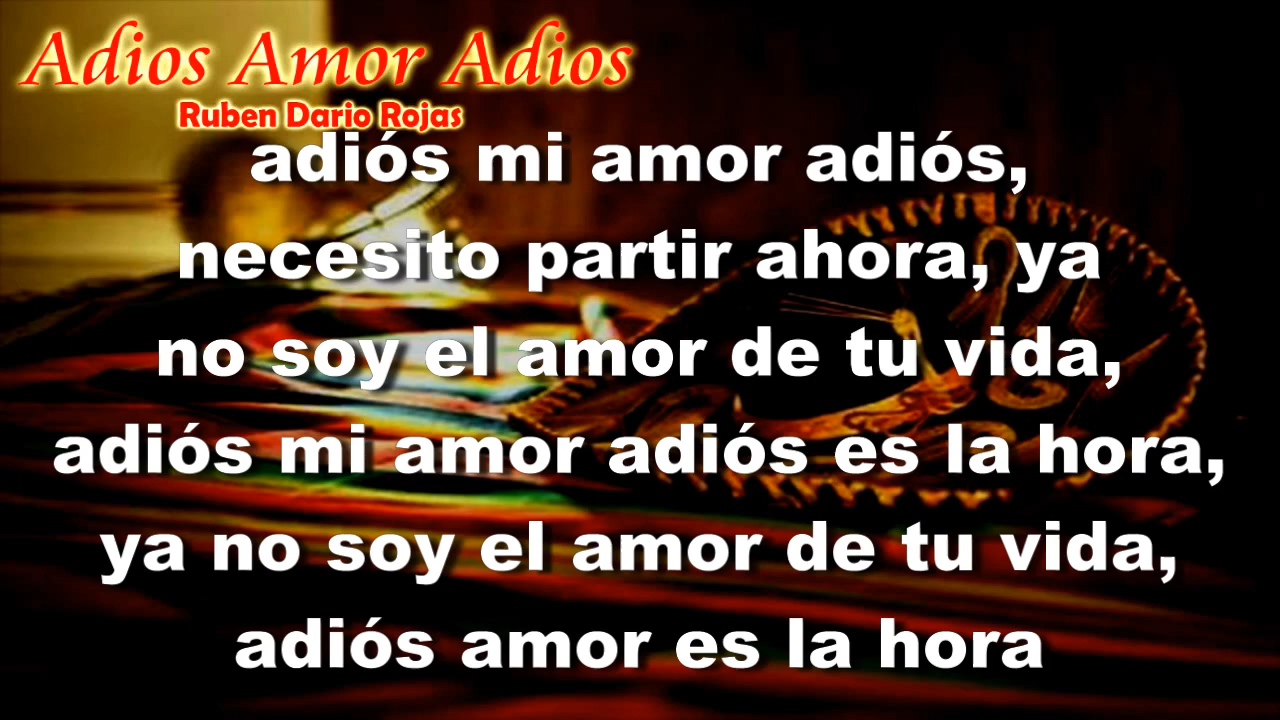 Adios Amor Adios
Ruben Dario Rojas
adiós mi amor adiós,
necesito partir ahora, ya
no soy el amor de tu vida,
adiós mi amor adiós es la hora,
ya no soy el amor de tu vida,
adiós amor es la hora